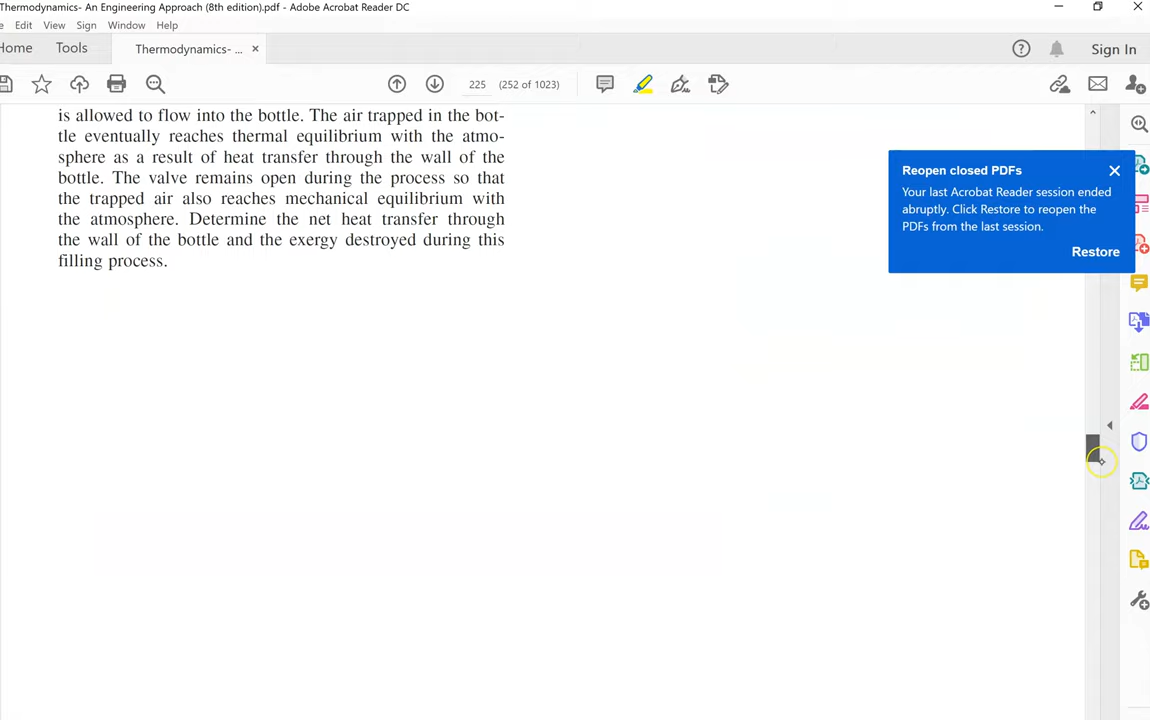 Thermodynamics- An Engineering Approach (8th edition).pdf - Adobe Acrobat Reader DC
Edit View Sign Window Help
Home Tools Thermodynamics- ... ×
Sign In
225 (252 of 1023)
is allowed to flow into the bottle. The air trapped in the bot-
tle eventually reaches thermal equilibrium with the atmo-
sphere as a result of heat transfer through the wall of the
bottle. The valve remains open during the process so that
the trapped air also reaches mechanical equilibrium with
the atmosphere. Determine the net heat transfer through
the wall of the bottle and the exergy destroyed during this
filling process.
Reopen closed PDFs
Your last Acrobat Reader session ended
abruptly. Click Restore to reopen the
PDFs from the last session.
Restore